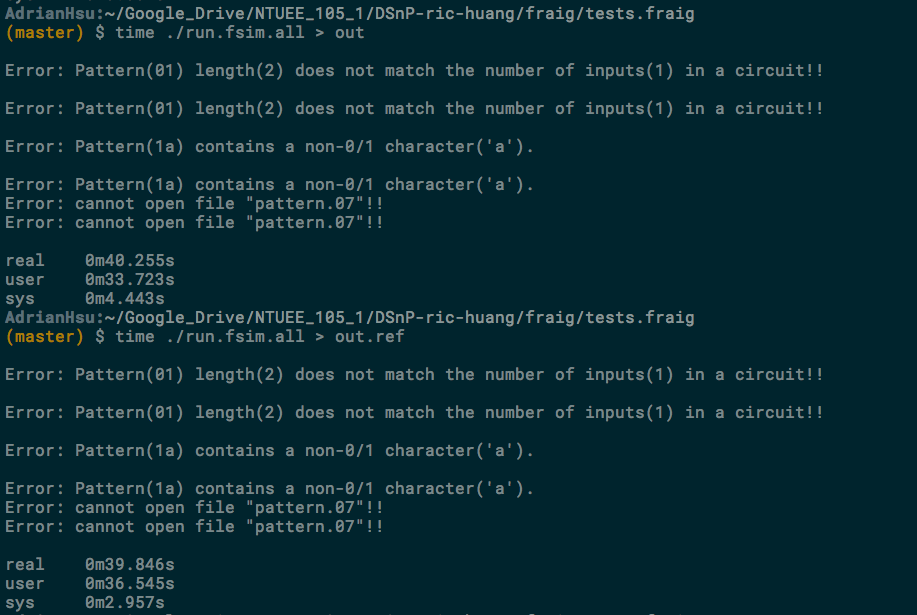 AdrianHsu:~/Google_Drive/NTUEE_105_1/DSnP-ric-huang/fraig/tests.fraig
(master) $ time ./run.fsim.all > out
Error: Pattern(01) length(2) does not match the number of inputs(1) in a circuit!!
Error: Pattern(01) length(2) does not match the number of inputs(1) in a circuit!!
Error: Pattern(1a) contains a non-0/1 character('a').
Error: Pattern(1a) contains a non-0/1 character('a').
Error: cannot open file "pattern.07"!!
Error: cannot open file "pattern.07"!!
real    0m40.255s
user    0m33.723s
sys     0m4.443s
AdrianHsu:~/Google_Drive/NTUEE_105_1/DSnP-ric-huang/fraig/tests.fraig
(master) $ time ./run.fsim.all > out.ref
Error: Pattern(01) length(2) does not match the number of inputs(1) in a circuit!!
Error: Pattern(01) length(2) does not match the number of inputs(1) in a circuit!!
Error: Pattern(1a) contains a non-0/1 character('a').
Error: Pattern(1a) contains a non-0/1 character('a').
Error: cannot open file "pattern.07"!!
Error: cannot open file "pattern.07"!!
real    0m39.846s
user    0m36.545s
sys     0m2.957s